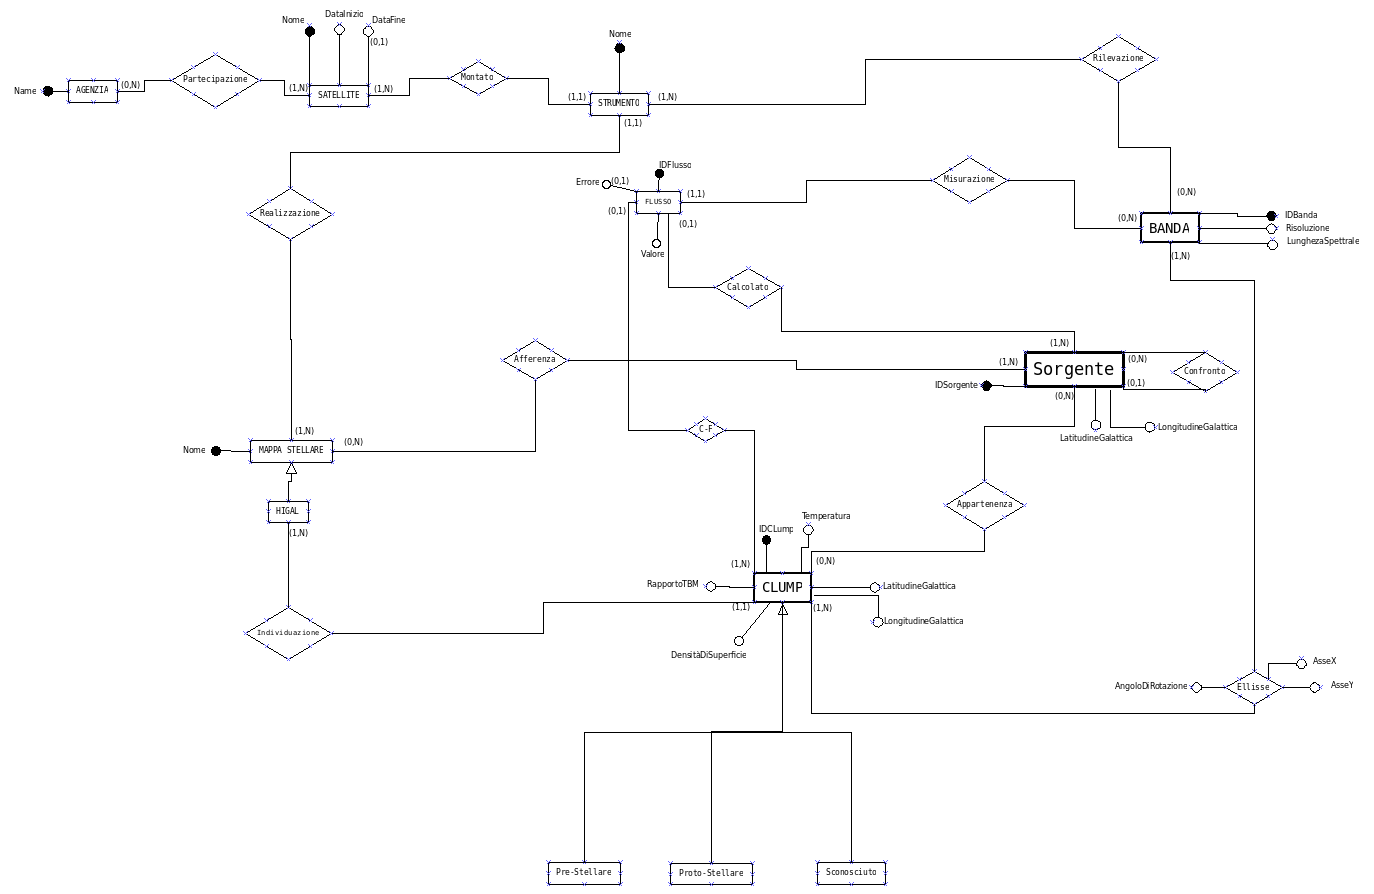 DataInizio
Nome
DataFine
(0,1)
Nome
Rilevazione
Partecipazione
Montato
Name
AGENZIA
(0,N)
(1,N)
SATELLITE
(1,N)
(1,1)
STRUMENTO
(1,N)
(1,1)
IDFlusso
Errore
(0,1)
Misurazione
(1,1)
(0,N)
FLUSSO
(0,1)
(0,1)
Realizzazione
(0,N)
IDBanda
BANDA
Risoluzione
LunghezaSpettrale
Valore
(1,N)
Calcolato
(1,N)
Afferenza
(1,N)
Sorgente
(0,N)
Confronto
IDSorgente
(0,1)
(0,N)
C-F
LatitudineGalattica
LongitudineGalattica
(1,N)
(0,N)
Nome
MAPPA STELLARE
HIGAL
(1,N)
Appartenenza
Temperatura
IDCLump
(1,N)
(0,N)
RapportoTBM
CLUMP
LatitudineGalattica
(1,1)
(1,N)
LongitudineGalattica
Individuazione
DensitàDiSuperficie
AsseX
AngoloDiRotazione
Ellisse
AsseY
Pre-Stellare
Proto-Stellare
Sconosciuto